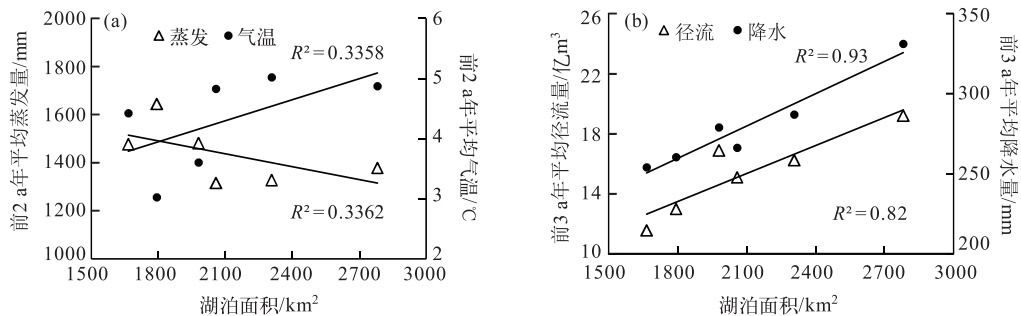 (a)
△ 蒸发 ● 气温
R²=0.3358
R²=0.3362
2000
1800
1600
1400
1200
1000
前2 a年平均蒸发量/mm
6
5
4
3
2
前2 a年平均气温/℃
1500 1800 2100 2400 2700 3000
湖泊面积/km²
(b)
△ 径流 ● 降水
R²=0.93
R²=0.82
26
22
18
14
10
前3 a年平均径流量/亿m³
350
300
250
200
前3 a年平均降水量/mm
1500 1800 2100 2400 2700 3000
湖泊面积/km²